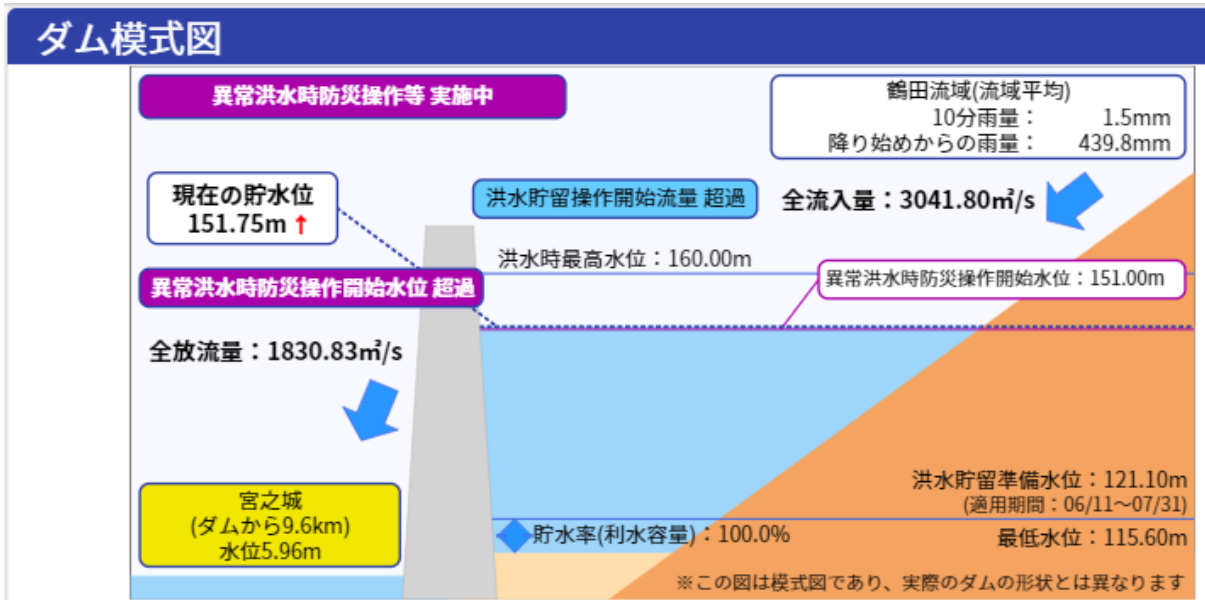 ダム模式図
異常洪水時防災操作等 実施中
鶴田流域(流域平均)
10分雨量： 1.5mm
降り始めからの雨量： 439.8mm
現在の貯水位
151.75m ↑
洪水貯留操作開始流量 超過
全流入量：3041.80㎥/s
洪水時最高水位：160.00m
異常洪水時防災操作開始水位 超過
異常洪水時防災操作開始水位：151.00m
全放流量：1830.83㎥/s
洪水貯留準備水位：121.10m
(適用期間：06/11～07/31)
宮之城
(ダムから9.6km)
水位5.96m
貯水率(利水容量)：100.0%
最低水位：115.60m
※この図は模式図であり、実際のダムの形状とは異なります